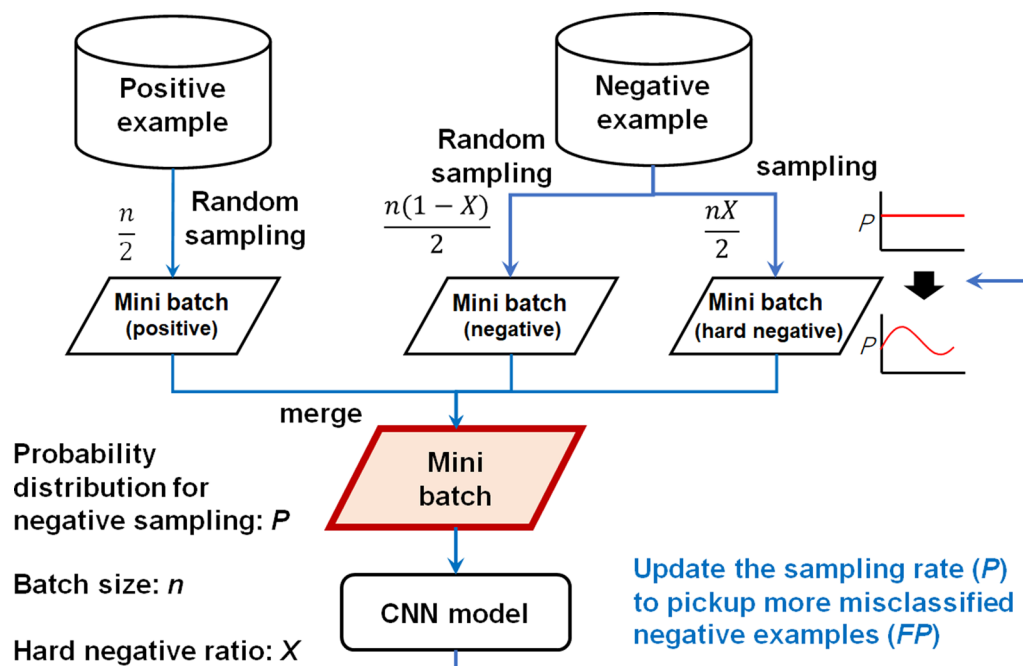 Positive
example
Negative
example
Random
sampling
n/2
Random
sampling
n(1 − X)/2
sampling
nX/2
P
P
Mini batch
(positive)
Mini batch
(negative)
Mini batch
(hard negative)
merge
Mini
batch
Probability
distribution for
negative sampling: P
Batch size: n
Hard negative ratio: X
CNN model
Update the sampling rate (P)
to pickup more misclassified
negative examples (FP)